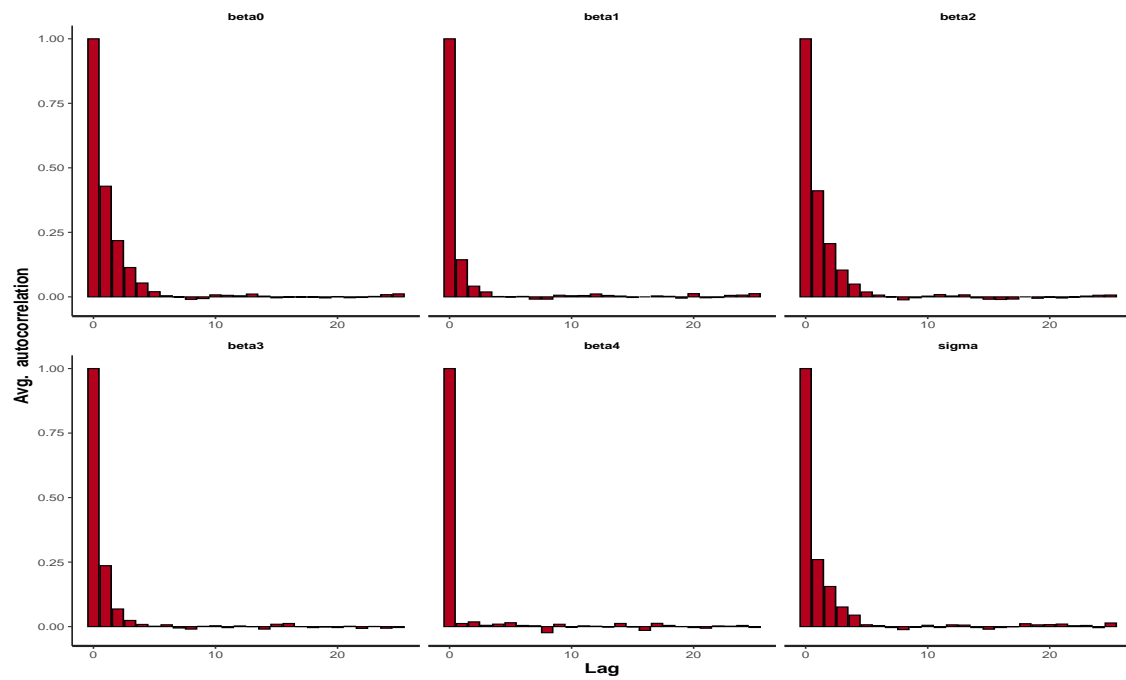 beta0 beta1 beta2
1.00
0.75
0.50
0.25
0.00
0 10 20 0 10 20 0 10 20
beta3 beta4 sigma
1.00
0.75
0.50
0.25
0.00
0 10 20 0 10 20 0 10 20
Avg. autocorrelation
Lag